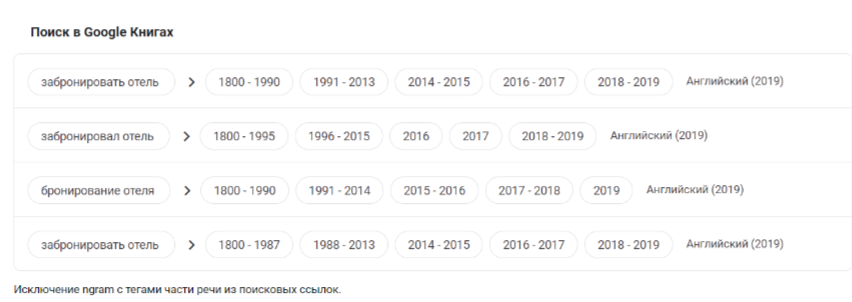 Поиск в Google Книгах
забронировать отель > 1800 - 1990 1991 - 2013 2014 - 2015 2016 - 2017 2018 - 2019 Английский (2019)
забронировал отель > 1800 - 1995 1996 - 2015 2016 2017 2018 - 2019 Английский (2019)
бронирование отеля > 1800 - 1990 1991 - 2014 2015 - 2016 2017 - 2018 2019 Английский (2019)
забронировать отель > 1800 - 1987 1988 - 2013 2014 - 2015 2016 - 2017 2018 - 2019 Английский (2019)
Исключение ngram с тегами части речи из поисковых ссылок.